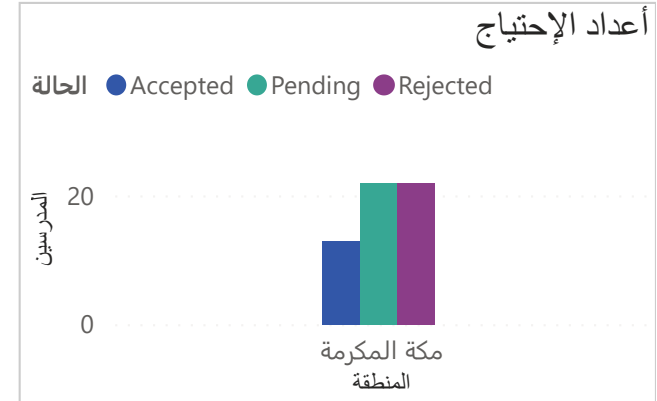 أعداد الإحتياج
الحالة Accepted Pending Rejected
المدرسين
20
0
مكة المكرمة
المنطقة